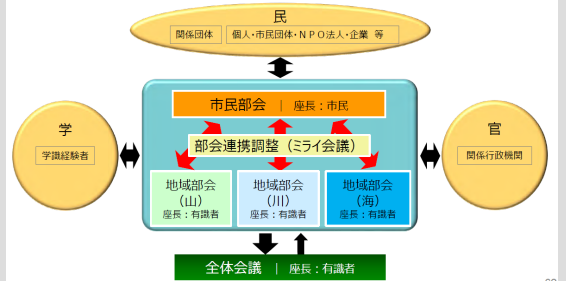 民
関係団体
個人・市民団体・NPO法人・企業 等
市民部会 | 座長：市民
学
学識経験者
官
関係行政機関
部会連携調整（ミライ会議）
地域部会
（山）
座長：有識者
地域部会
（川）
座長：有識者
地域部会
（海）
座長：有識者
全体会議 | 座長：有識者